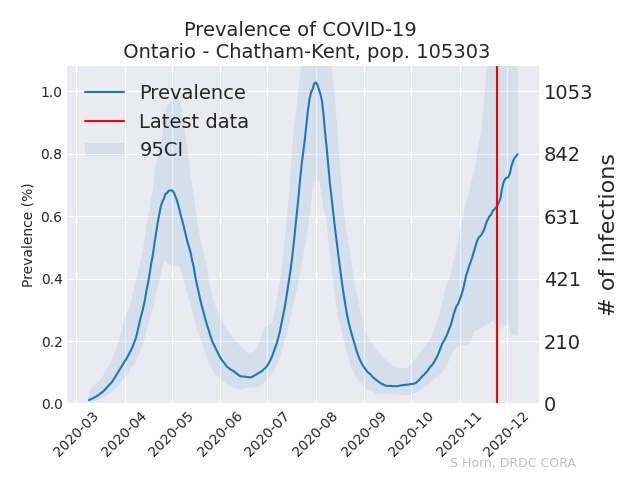 Prevalence of COVID-19
Ontario - Chatham-Kent, pop. 105303
Prevalence
Latest data
95CI
1.0
0.8
0.6
0.4
0.2
0.0
Prevalence (%)
1053
842
631
421
210
0
# of infections
2020-03
2020-04
2020-05
2020-06
2020-07
2020-08
2020-09
2020-10
2020-11
2020-12
S Horn, DRDC CORA